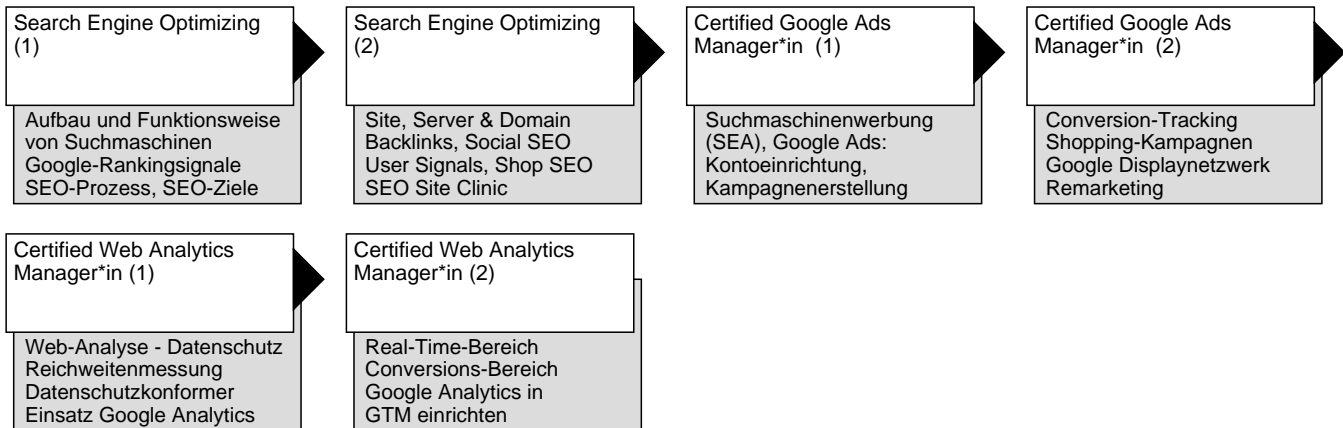 Search Engine Optimizing
(1)
Aufbau und Funktionsweise
von Suchmaschinen
Google-Rankingsignale
SEO-Prozess, SEO-Ziele
Search Engine Optimizing
(2)
Site, Server & Domain
Backlinks, Social SEO
User Signals, Shop SEO
SEO Site Clinic
Certified Google Ads
Manager*in (1)
Suchmaschinenwerbung
(SEA), Google Ads:
Kontoeinrichtung,
Kampagnenerstellung
Certified Google Ads
Manager*in (2)
Conversion-Tracking
Shopping-Kampagnen
Google Displaynetzwerk
Remarketing
Certified Web Analytics
Manager*in (1)
Web-Analyse - Datenschutz
Reichweitenmessung
Datenschutzkonformer
Einsatz Google Analytics
Certified Web Analytics
Manager*in (2)
Real-Time-Bereich
Conversions-Bereich
Google Analytics in
GTM einrichten